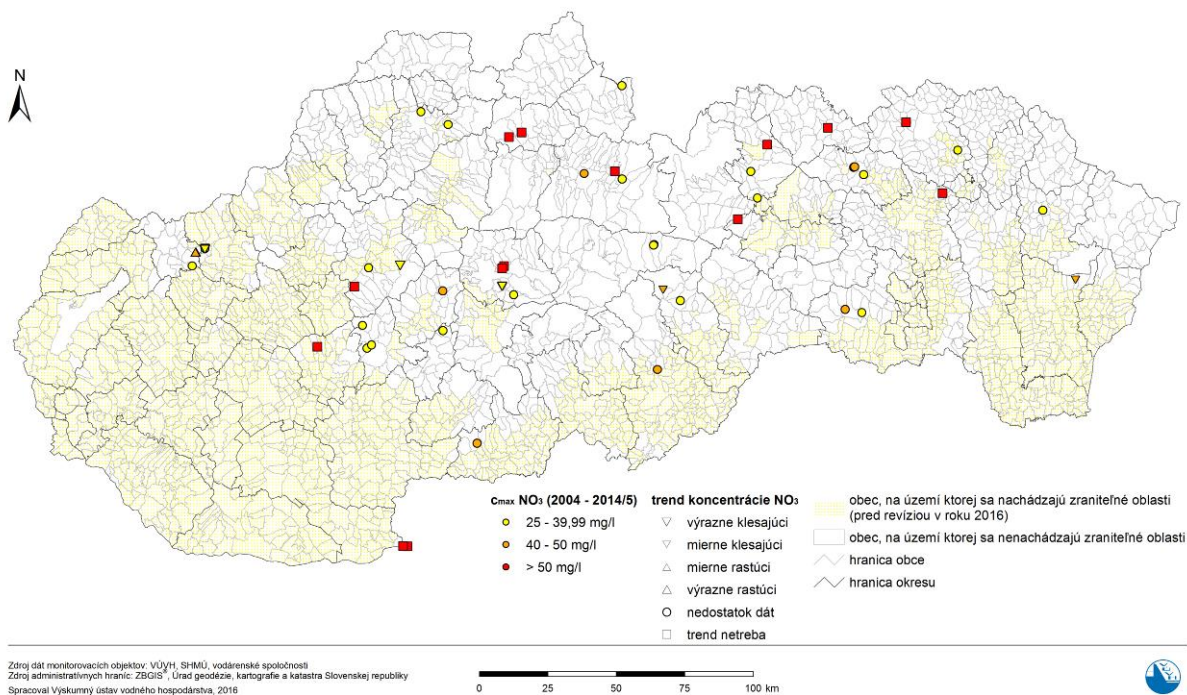 N
cmax NO3 (2004 - 2014/5)
25 - 39,99 mg/l
40 - 50 mg/l
> 50 mg/l
trend koncentrácie NO3
výrazne klesajúci
mierne klesajúci
mierne rastúci
výrazne rastúci
nedostatok dát
trend netreba
obec, na území ktorej sa nachádzajú zraniteľné oblasti
(pred revíziou v roku 2016)
obec, na území ktorej sa nenachádzajú zraniteľné oblasti
hranica obce
hranica okresu
Zdroj dát monitorovacích objektov: VÚVH, SHMÚ, vodárenské spoločnosti
Zdroj administratívnych hraníc: ZBGIS®, Úrad geodézie, kartografie a katastra Slovenskej republiky
Spracoval Výskumný ústav vodného hospodárstva, 2016
0 25 50 75 100 km